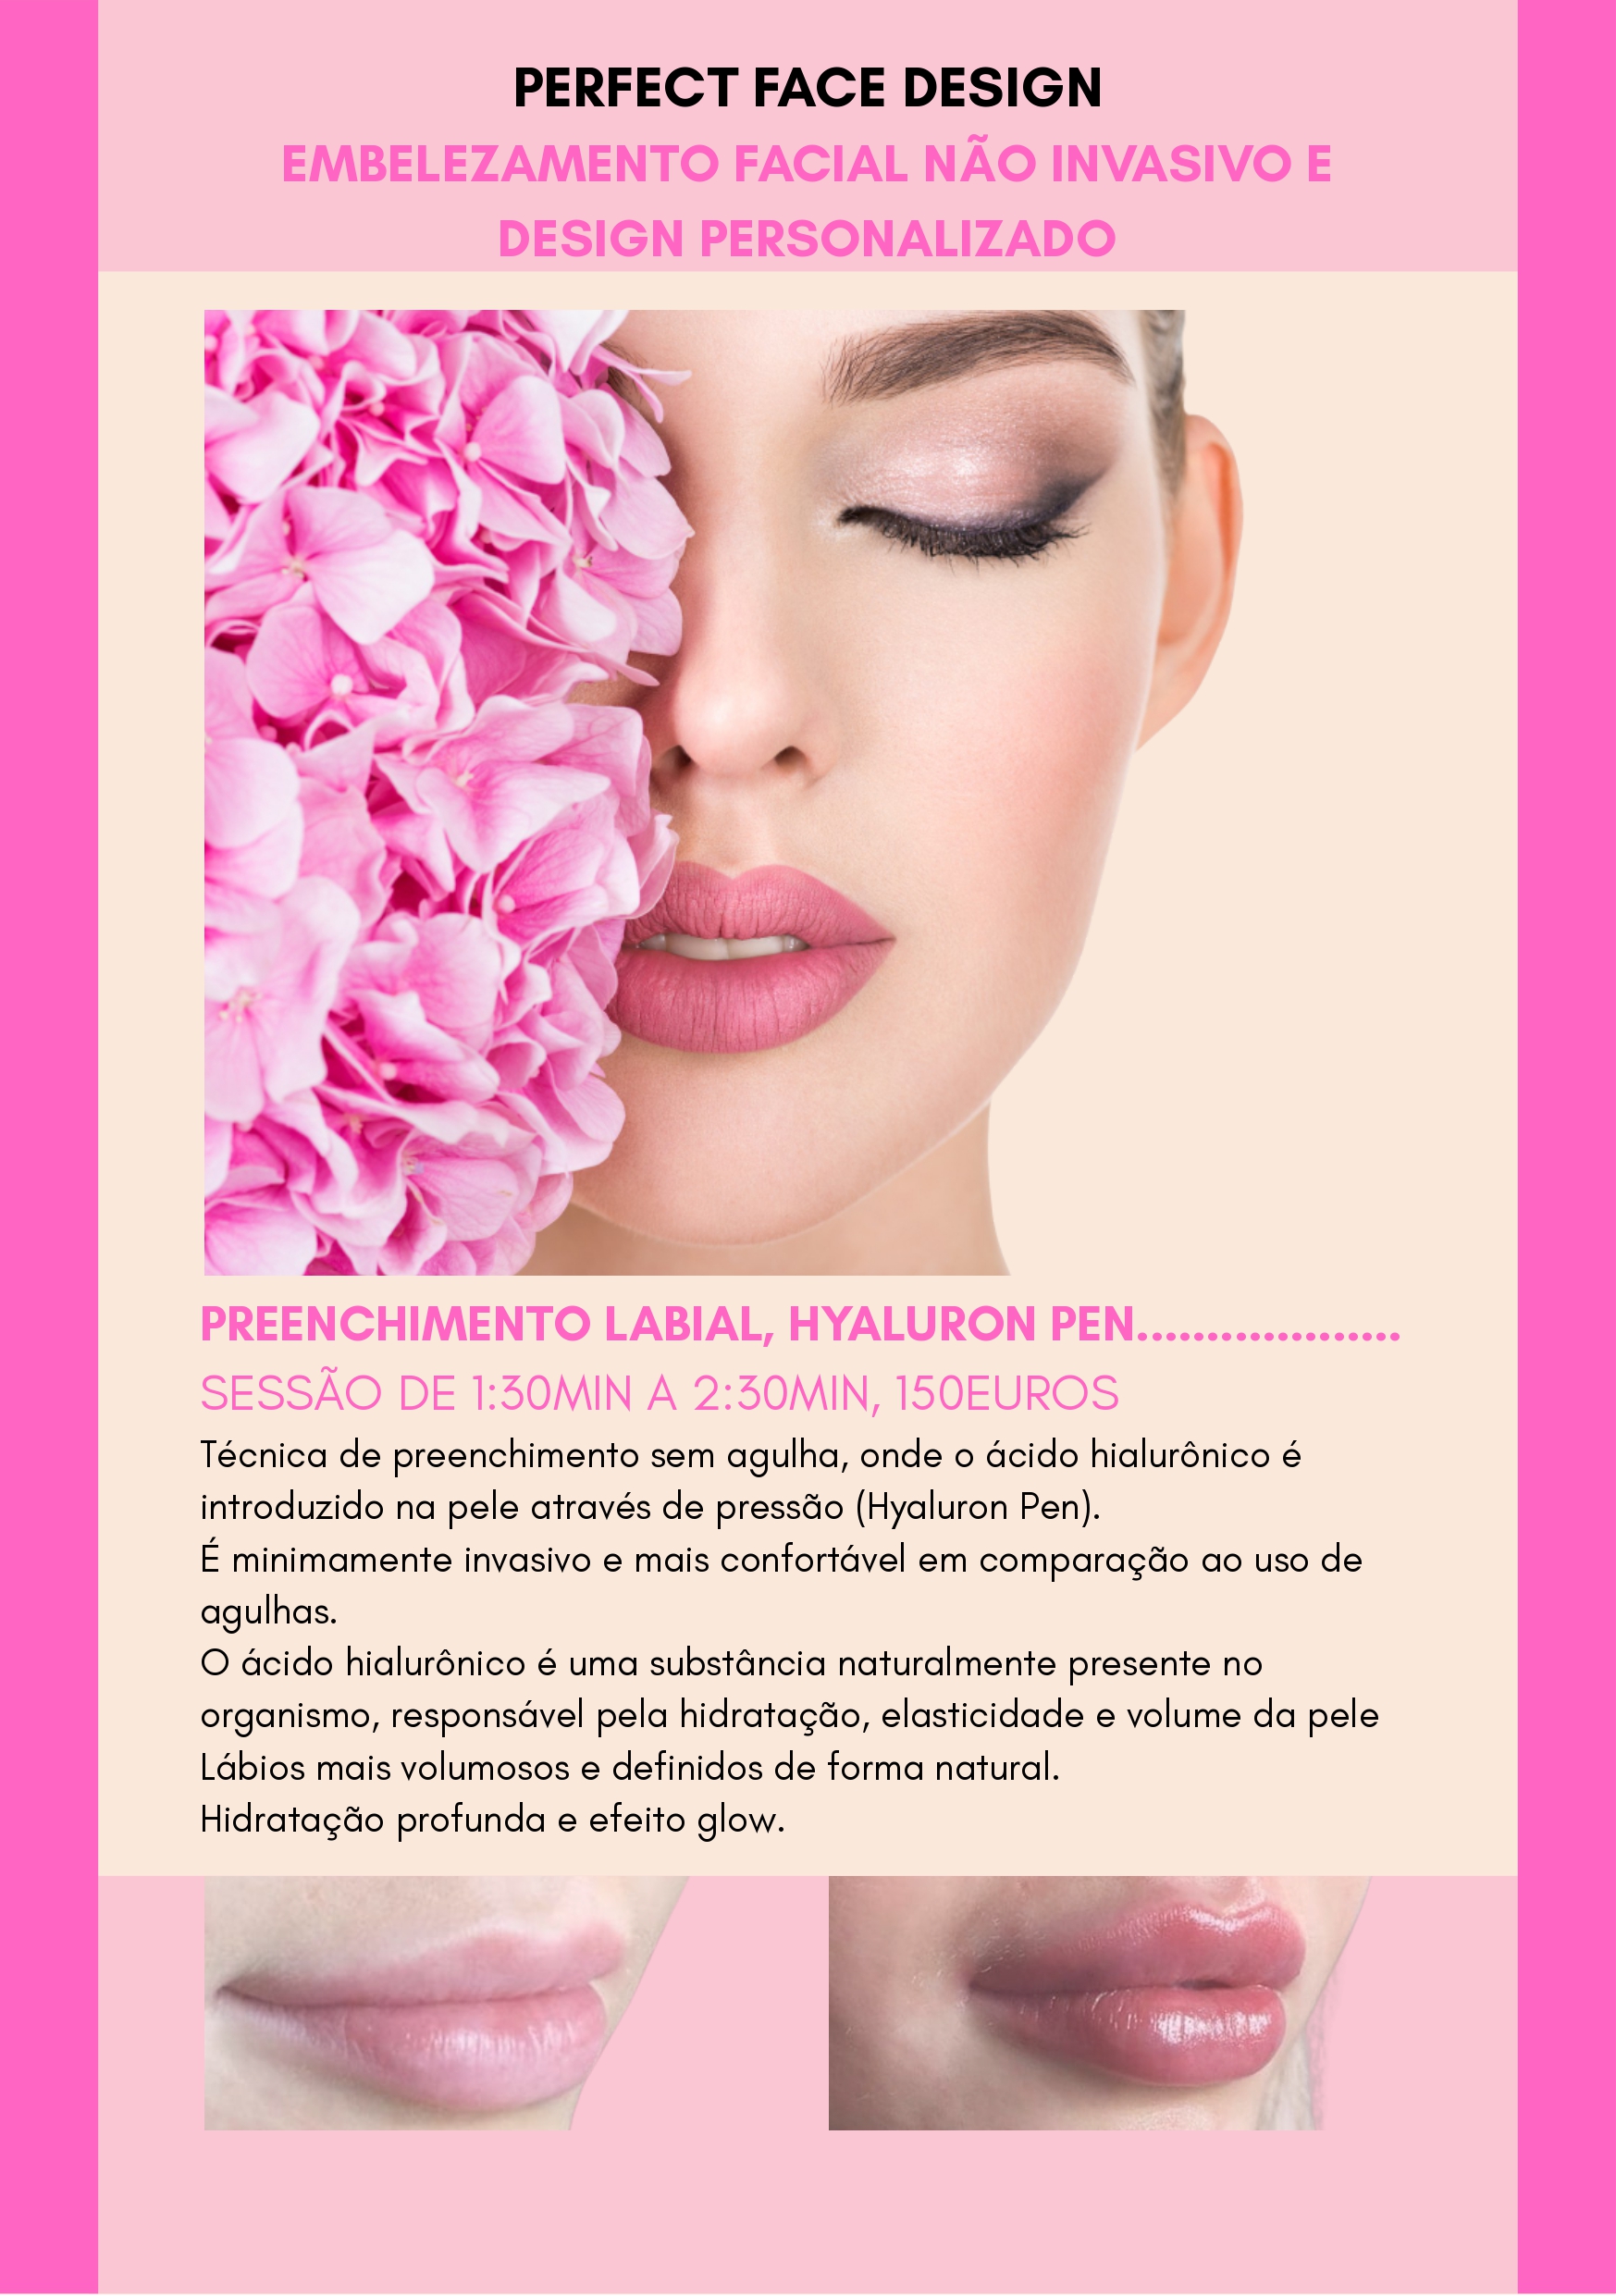 PERFECT FACE DESIGN
EMBELEZAMENTO FACIAL NÃO INVASIVO E
DESIGN PERSONALIZADO
PREENCHIMENTO LABIAL, HYALURON PEN...................
SESSÃO DE 1:30MIN A 2:30MIN, 150EUROS
Técnica de preenchimento sem agulha, onde o ácido hialurônico é
introduzido na pele através de pressão (Hyaluron Pen).
É minimamente invasivo e mais confortável em comparação ao uso de
agulhas.
O ácido hialurônico é uma substância naturalmente presente no
organismo, responsável pela hidratação, elasticidade e volume da pele
Lábios mais volumosos e definidos de forma natural.
Hidratação profunda e efeito glow.